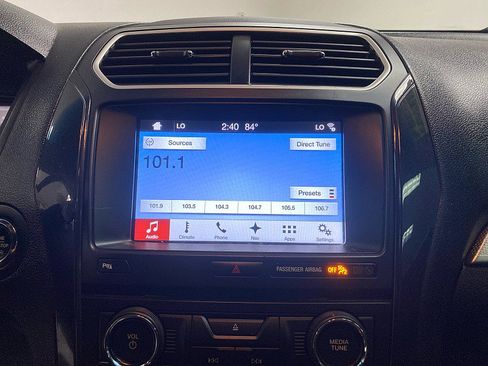 LO 2:40 84° LO
Sources Direct Tune
101.1
Presets
101.9 103.5 104.3 104.7 105.5 106.7
Audio Climate Phone Nav Apps Settings
PASSENGER AIRBAG OFF
VOL
MEDIA
TUNE